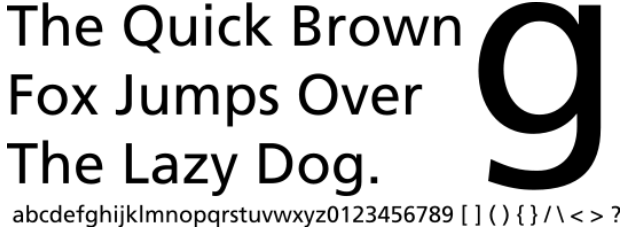 The Quick Brown
Fox Jumps Over
The Lazy Dog.
g
abcdefghijklmnopqrstuvwxyz0123456789 [ ] ( ) { } / \ < > ?